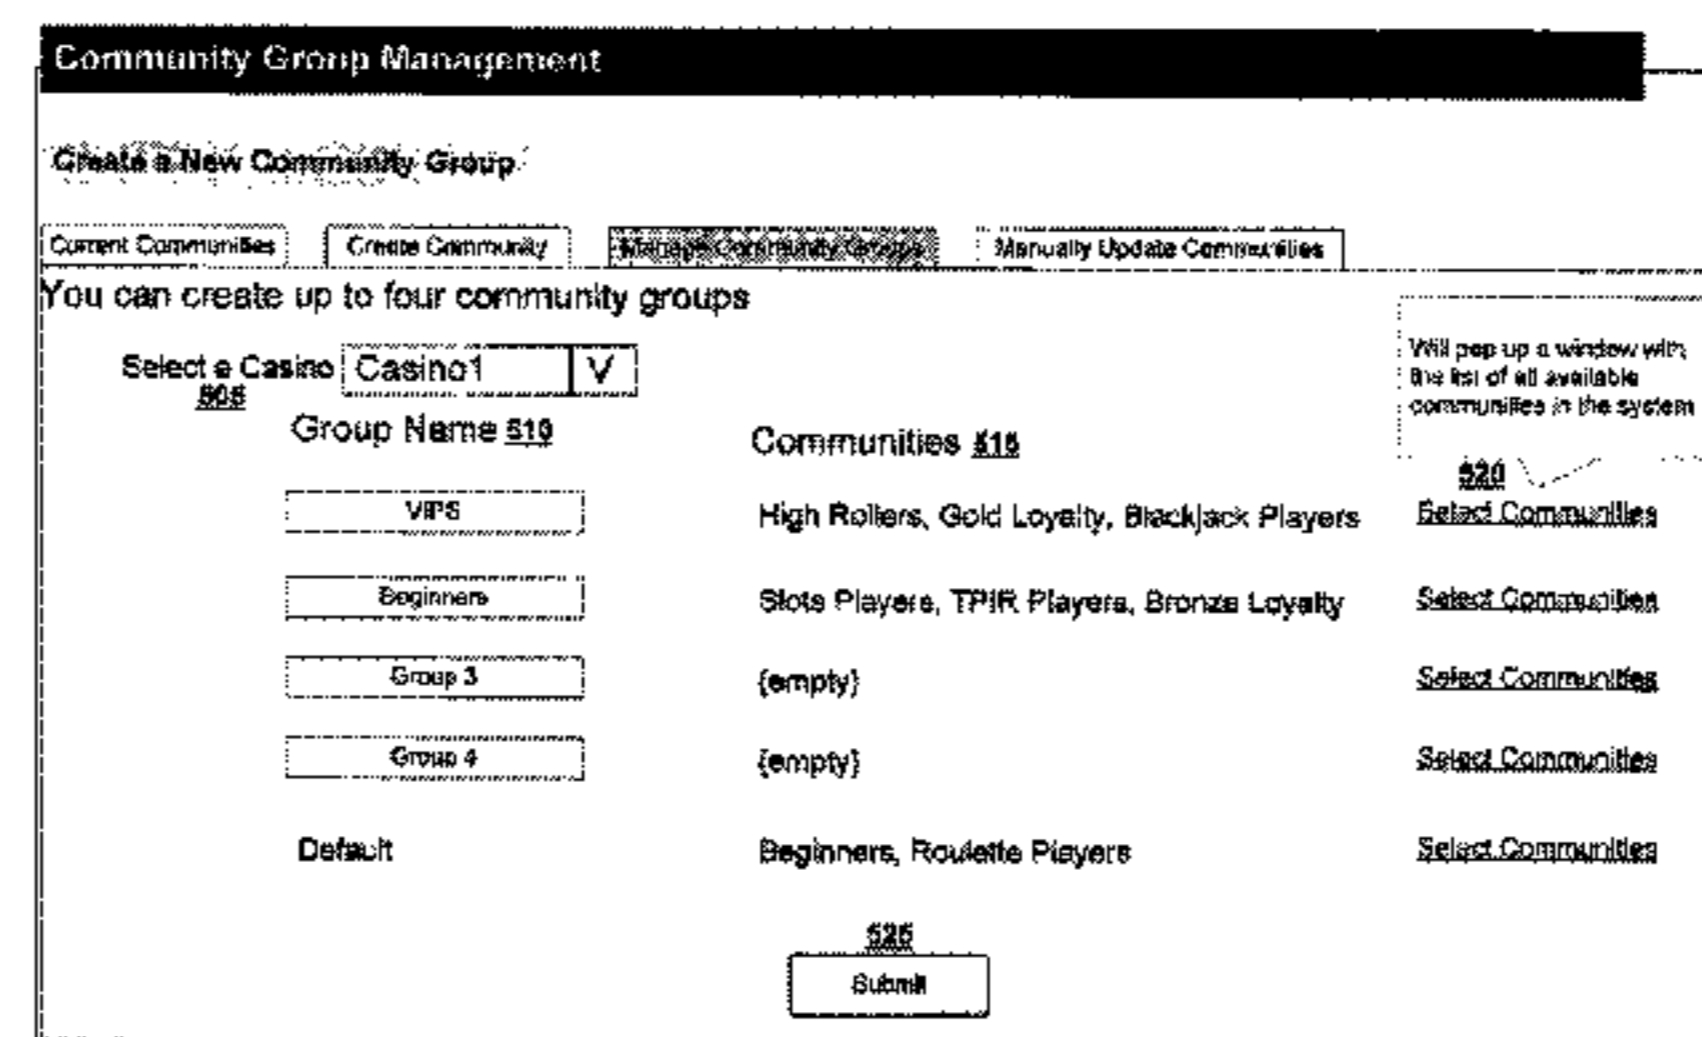 Community Group Management
Create a New Community Group
Current Communities Create Community Manage Community Groups Manually Update Communities
You can create up to four community groups
Will pop up a window with
the list of all available
communities in the system
Select a Casino Casino1 V
505
Group Name 510 Communities 515
520
VIPS High Rollers, Gold Loyalty, Blackjack Players Select Communities
Beginners Slots Players, TPIR Players, Bronze Loyalty Select Communities
Group 3 {empty} Select Communities
Group 4 {empty} Select Communities
Default Beginners, Roulette Players Select Communities
525
Submit